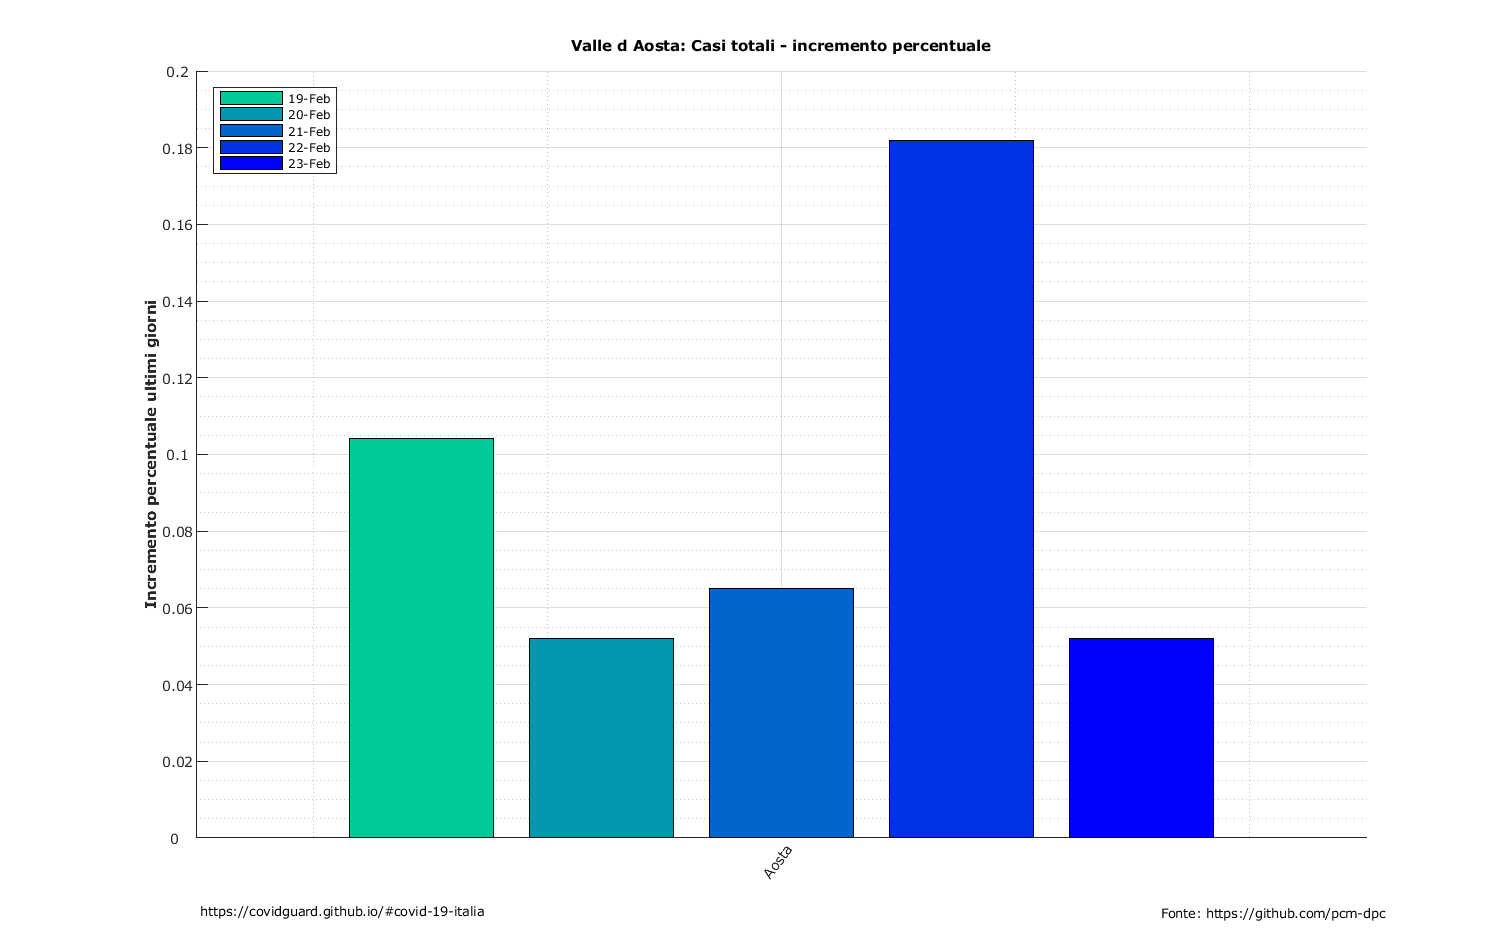 Valle d Aosta: Casi totali - incremento percentuale
0.2
0.18
0.16
0.14
0.12
0.1
0.08
0.06
0.04
0.02
0
Incremento percentuale ultimi giorni
19-Feb
20-Feb
21-Feb
22-Feb
23-Feb
Aosta
https://covidguard.github.io/#covid-19-italia
Fonte: https://github.com/pcm-dpc